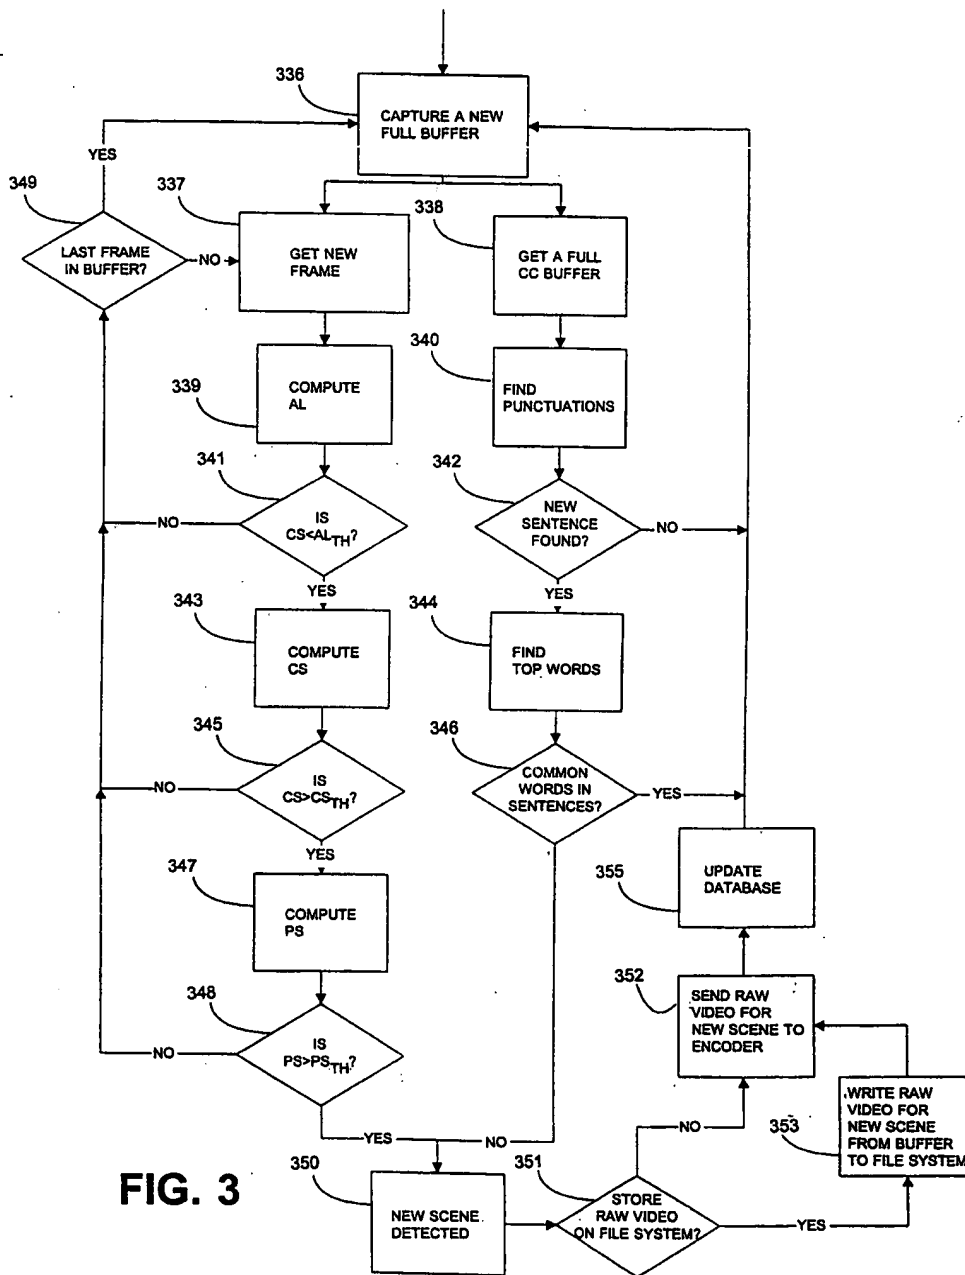 336
CAPTURE A NEW
FULL BUFFER
YES
349
LAST FRAME
IN BUFFER?
NO
337
GET NEW
FRAME
338
GET A FULL
CC BUFFER
339
COMPUTE
AL
340
FIND
PUNCTUATIONS
341
IS
CS<AL_TH?
NO
YES
342
NEW
SENTENCE
FOUND?
NO
YES
343
COMPUTE
CS
344
FIND
TOP WORDS
345
IS
CS>CS_TH?
NO
YES
346
COMMON
WORDS IN
SENTENCES?
YES
NO
347
COMPUTE
PS
348
IS
PS>PS_TH?
NO
YES
350
NEW SCENE
DETECTED
351
STORE
RAW VIDEO
ON FILE SYSTEM?
NO
YES
353
WRITE RAW
VIDEO FOR
NEW SCENE
FROM BUFFER
TO FILE SYSTEM
352
SEND RAW
VIDEO FOR
NEW SCENE TO
ENCODER
355
UPDATE
DATABASE
FIG. 3